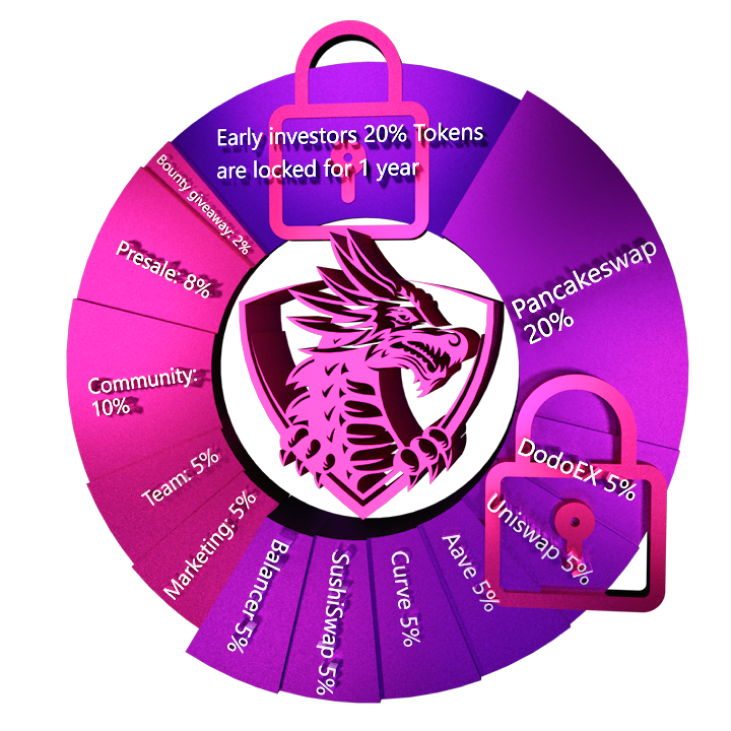 Early investors 20% Tokens
are locked for 1 year
Pancakeswap
20%
DodoEX 5%
Uniswap 5%
Aave 5%
Curve 5%
SushiSwap 5%
Balancer 5%
Marketing: 5%
Team: 5%
Community:
10%
Presale: 8%
Bounty giveaway: 2%